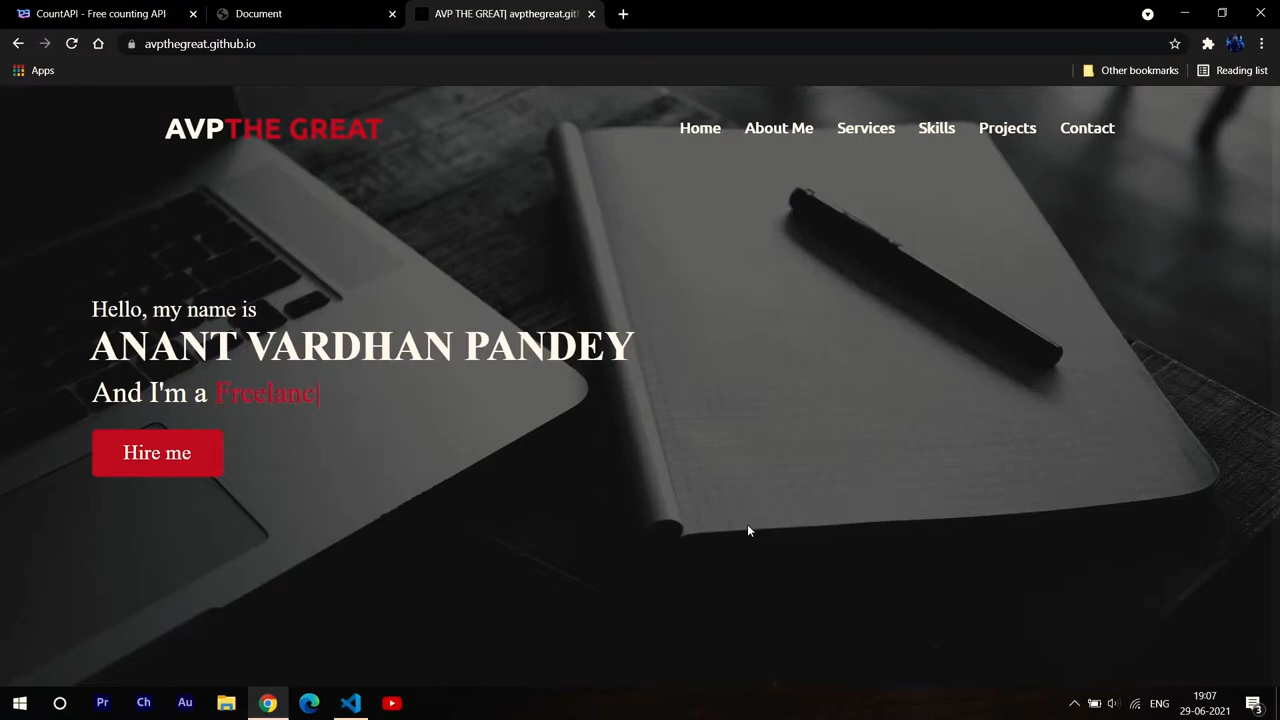 CountAPI - Free counting API
Document
AVP THE GREAT| avpthegreat.git
avpthegreat.github.io
Apps
Other bookmarks
Reading list
AVPTHE GREAT
Home
About Me
Services
Skills
Projects
Contact
Hello, my name is
ANANT VARDHAN PANDEY
And I'm a Freelanc|
Hire me
Pr
Ch
Au
ENG
19:07
29-06-2021
3